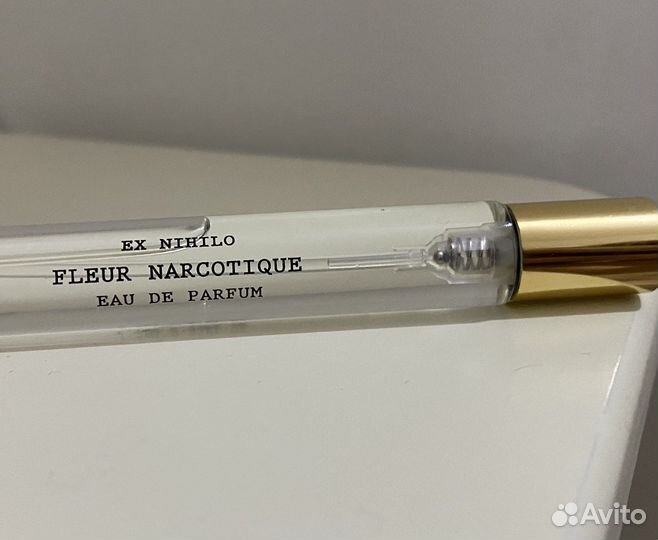 EX NIHILO
FLEUR NARCOTIQUE
EAU DE PARFUM
Avito